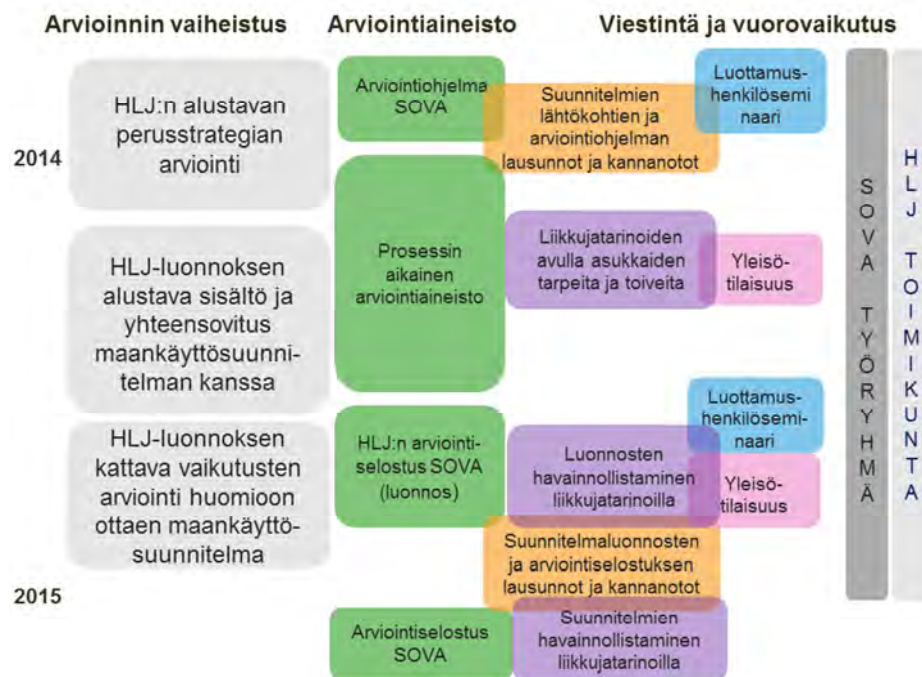 Arvioinnin vaiheistus
Arviointiaineisto
Viestintä ja vuorovaikutus
2014
HLJ:n alustavan
perusstrategian
arviointi
Arviointiohjelma
SOVA
Suunnitelmien
lähtökohtien ja
arviointiohjelman
lausunnot ja kannanotot
Luottamus-
henkilösemi
naari
HLJ-luonnoksen
alustava sisältö ja
yhteensovitus
maankäyttösuunni-
telman kanssa
Prosessin
aikainen
arviointiaineisto
Liikkujatarinoiden
avulla asukkaiden
tarpeita ja toiveita
Yleisö-
tilaisuus
HLJ-luonnoksen
kattava vaikutusten
arviointi huomioon
ottaen maankäyttö-
suunnitelma
HLJ:n arviointi-
selostus SOVA
(luonnos)
Luonnosten
havainnollistaminen
liikkujatarinoilla
Luottamus-
henkilösemi-
naari
Yleisö-
tilaisuus
Suunnitelmaluonnosten
ja arviointiselostuksen
lausunnot ja kannanotot
2015
Arviointiselostus
SOVA
Suunnitelmien
havainnollistaminen
liikkujatarinoilla
SOVA TYÖRYHMÄ
HLJ TOIMIKUNTA